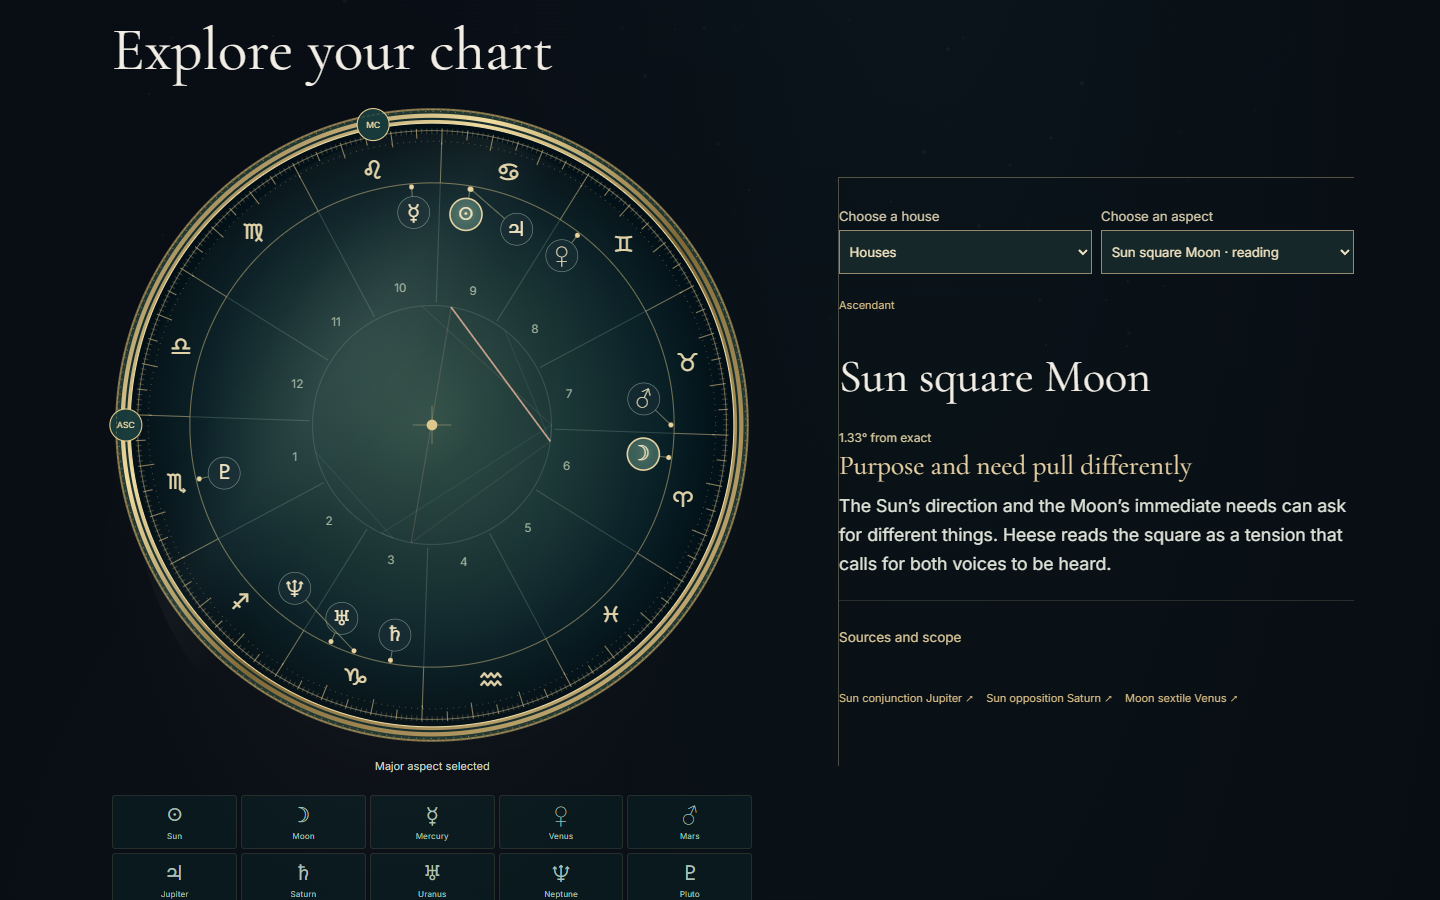 Explore your chart
MC
ASC
10
9
11
8
12
7
1
6
2
5
3
4
Major aspect selected
Sun
Moon
Mercury
Venus
Mars
Jupiter
Saturn
Uranus
Neptune
Pluto
Choose a house
Choose an aspect
Houses
Sun square Moon · reading
Ascendant
Sun square Moon
1.33° from exact
Purpose and need pull differently
The Sun’s direction and the Moon’s immediate needs can ask
for different things. Heese reads the square as a tension that
calls for both voices to be heard.
Sources and scope
Sun conjunction Jupiter ↗ Sun opposition Saturn ↗ Moon sextile Venus ↗